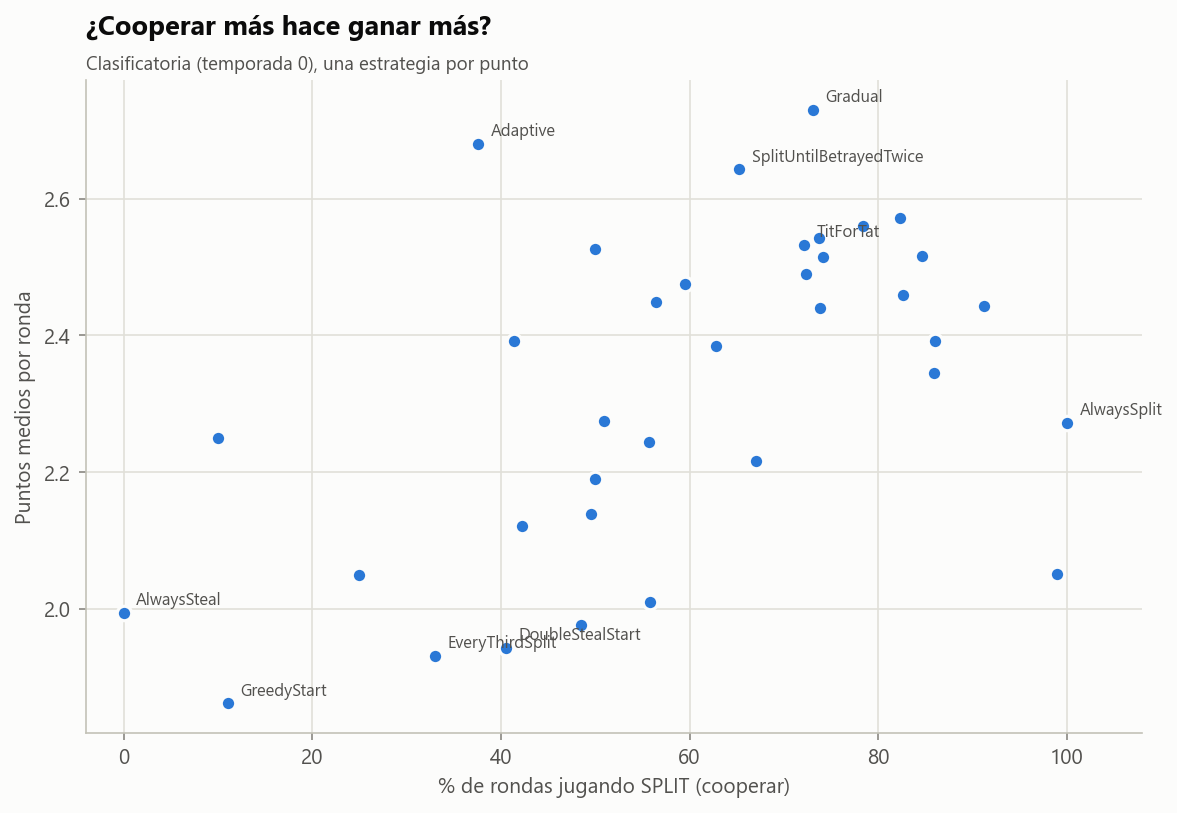 ¿Cooperar más hace ganar más?
Clasificatoria (temporada 0), una estrategia por punto
Gradual
Adaptive
SplitUntilBetrayedTwice
2.6
TitForTat
2.4
AlwaysSplit
2.2
AlwaysSteal
2.0
DoubleStealStart
EveryThirdSplit
GreedyStart
Puntos medios por ronda
0
20
40
60
80
100
% de rondas jugando SPLIT (cooperar)